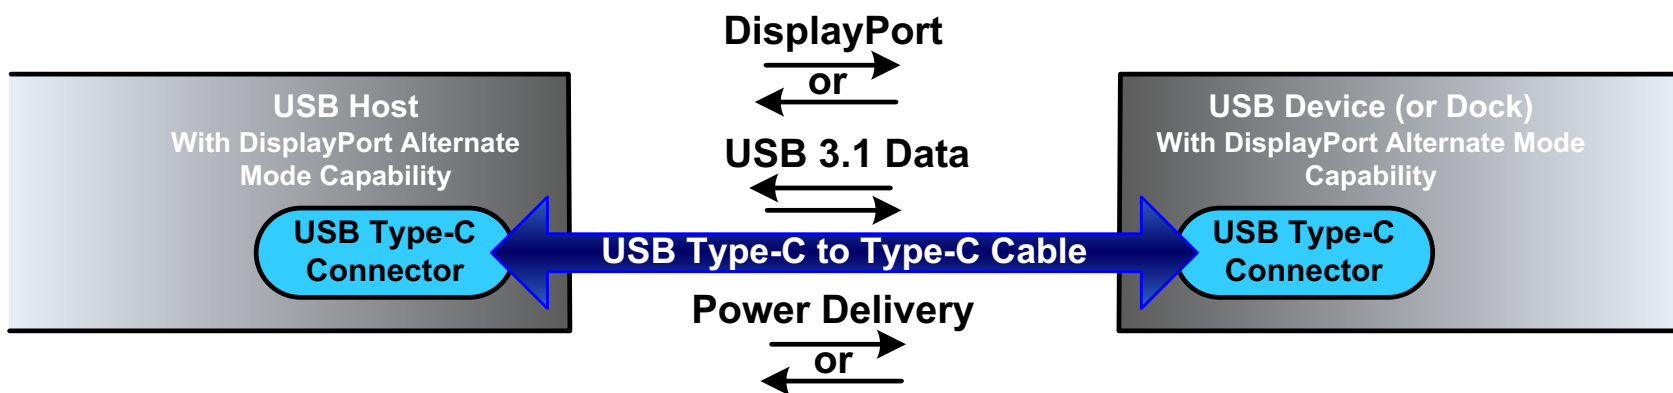 DisplayPort
or
USB Host
With DisplayPort Alternate
Mode Capability
USB 3.1 Data
USB Device (or Dock)
With DisplayPort Alternate Mode
Capability
USB Type-C
Connector
USB Type-C to Type-C Cable
USB Type-C
Connector
Power Delivery
or